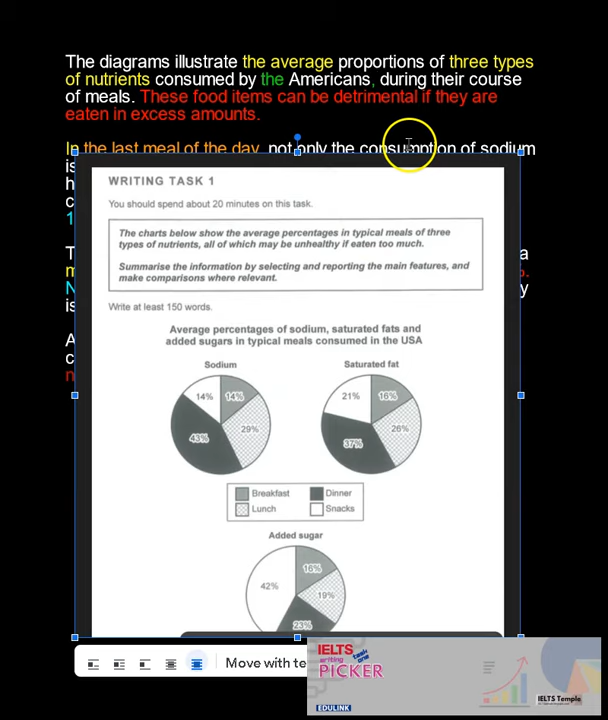 The diagrams illustrate the average proportions of three types
of nutrients consumed by the Americans, during their course
of meals. These food items can be detrimental if they are
eaten in excess amounts.
In the last meal of the day, not only the consumption of sodium
is
WRITING TASK 1
You should spend about 20 minutes on this task.
The charts below show the average percentages in typical meals of three
types of nutrients, all of which may be unhealthy if eaten too much.
Summarise the information by selecting and reporting the main features, and
make comparisons where relevant.
Write at least 150 words.
Average percentages of sodium, saturated fats and
added sugars in typical meals consumed in the USA
Sodium
Saturated fat
14%
14%
29%
43%
21%
16%
26%
37%
Breakfast
Dinner
Lunch
Snacks
Added sugar
42%
16%
19%
23%
Move with te
IELTS
writing
task one
PICKER
EDULINK
IELTS Temple